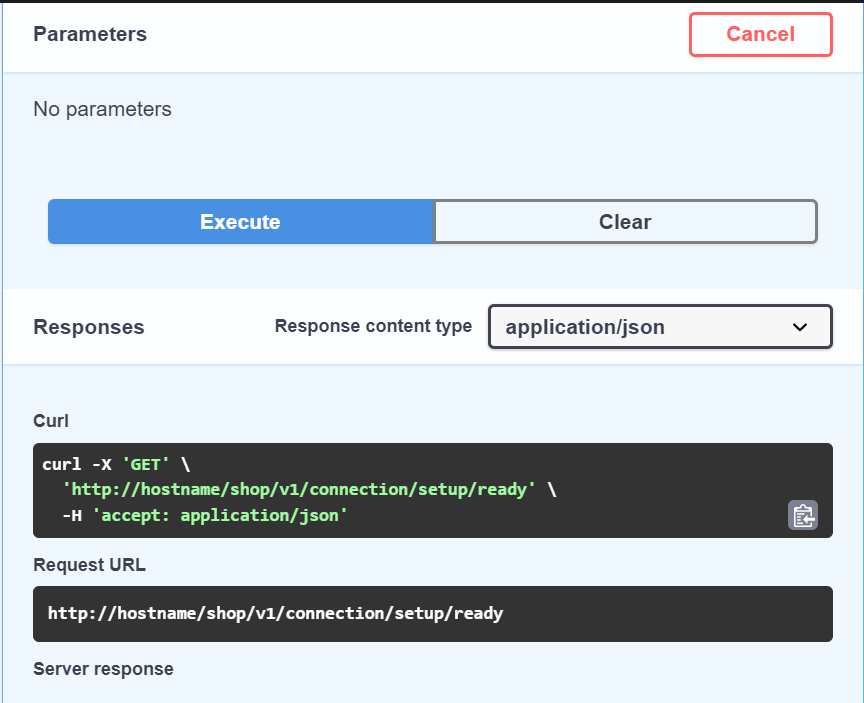 Parameters
Cancel
No parameters
Execute
Clear
Responses
Response content type
application/json
Curl
curl -X 'GET' \
  'http://hostname/shop/v1/connection/setup/ready' \
  -H 'accept: application/json'
Request URL
http://hostname/shop/v1/connection/setup/ready
Server response